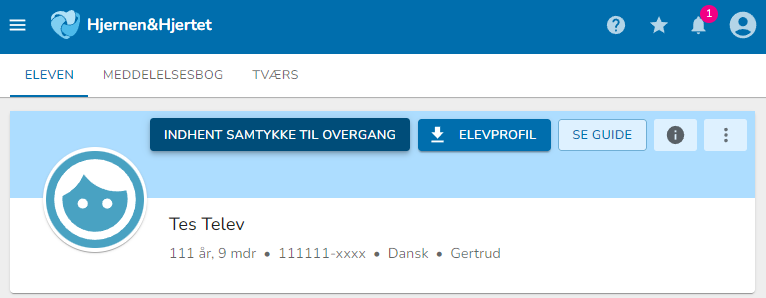 Hjernen&Hjertet
1
ELEVEN MEDDELELSESBOG TVÆRS
INDHENT SAMTYKKE TIL OVERGANG ELEVPROFIL SE GUIDE
Tes Telev
111 år, 9 mdr • 111111-xxxx • Dansk • Gertrud